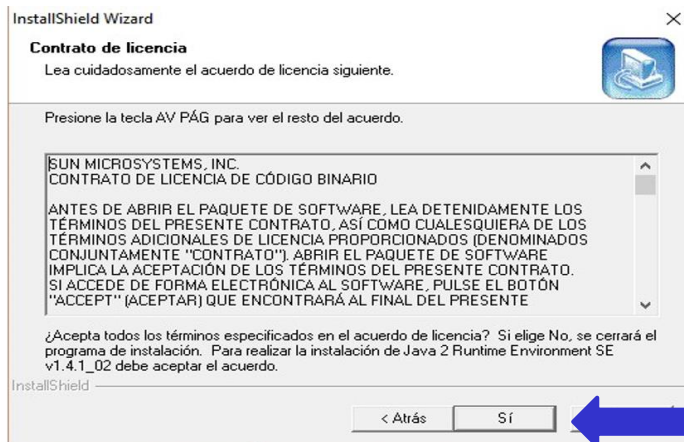 InstallShield Wizard
Contrato de licencia
Lea cuidadosamente el acuerdo de licencia siguiente.
Presione la tecla AV PÁG para ver el resto del acuerdo.
SUN MICROSYSTEMS, INC.
CONTRATO DE LICENCIA DE CÓDIGO BINARIO
ANTES DE ABRIR EL PAQUETE DE SOFTWARE, LEA DETENIDAMENTE LOS
TÉRMINOS DEL PRESENTE CONTRATO, ASÍ COMO CUALESQUIERA DE LOS
TÉRMINOS ADICIONALES DE LICENCIA PROPORCIONADOS (DENOMINADOS
CONJUNTAMENTE "CONTRATO"). ABRIR EL PAQUETE DE SOFTWARE
IMPLICA LA ACEPTACIÓN DE LOS TÉRMINOS DEL PRESENTE CONTRATO.
SI ACCEDE DE FORMA ELECTRÓNICA AL SOFTWARE, PULSE EL BOTÓN
"ACCEPT" (ACEPTAR) QUE ENCONTRARÁ AL FINAL DEL PRESENTE
¿Acepta todos los términos especificados en el acuerdo de licencia? Si elige No, se cerrará el
programa de instalación. Para realizar la instalación de Java 2 Runtime Environment SE
v1.4.1_02 debe aceptar el acuerdo.
InstallShield
< Atrás Sí